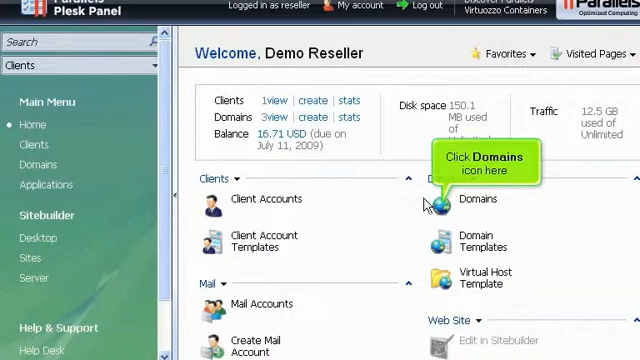 Parallels
Plesk Panel
Logged in as reseller
My account
Log out
Discover Parallels
Virtuozzo Containers
Parallels
Optimized Computing
Search
Clients
Main Menu
Home
Clients
Domains
Applications
Sitebuilder
Desktop
Sites
Server
Help & Support
Help Desk
Welcome, Demo Reseller
Favorites
Visited Pages
Clients 1view | create | stats
Domains 3view | create | stats
Balance 16.71 USD (due on
July 11, 2009)
Disk space 150.1
MB used
of
Unlimited
Traffic 12.5 GB
used of
Unlimited
Click Domains
icon here
Clients
Client Accounts
Client Account
Templates
Mail
Mail Accounts
Create Mail
Account
Domains
Domain
Templates
Virtual Host
Template
Web Site
Edit in Sitebuilder